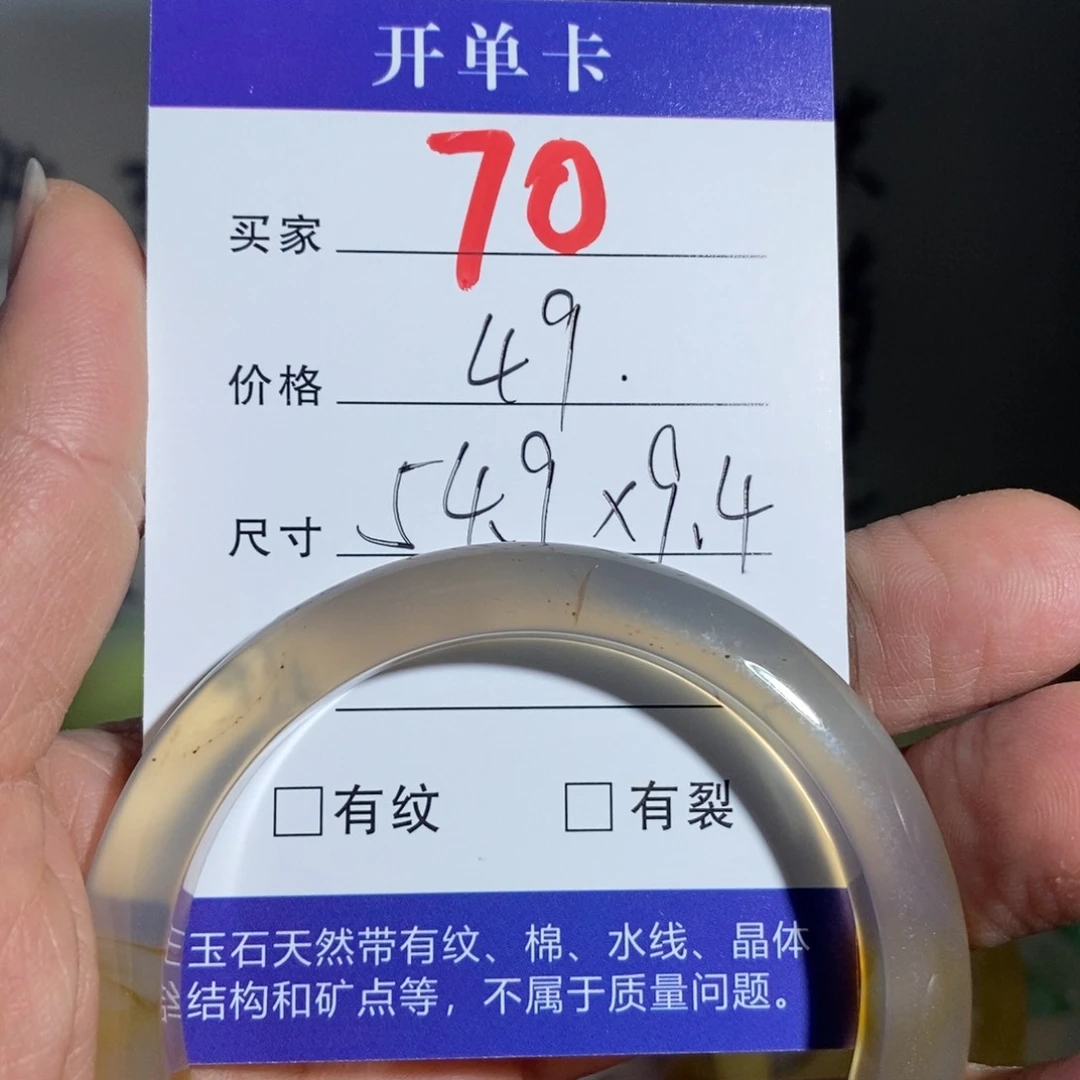 开单卡
买家 70
价格 49.
尺寸 54.9 x 9.4
有纹 有裂
玉石天然带有纹、棉、水线、晶体
结构和矿点等，不属于质量问题。